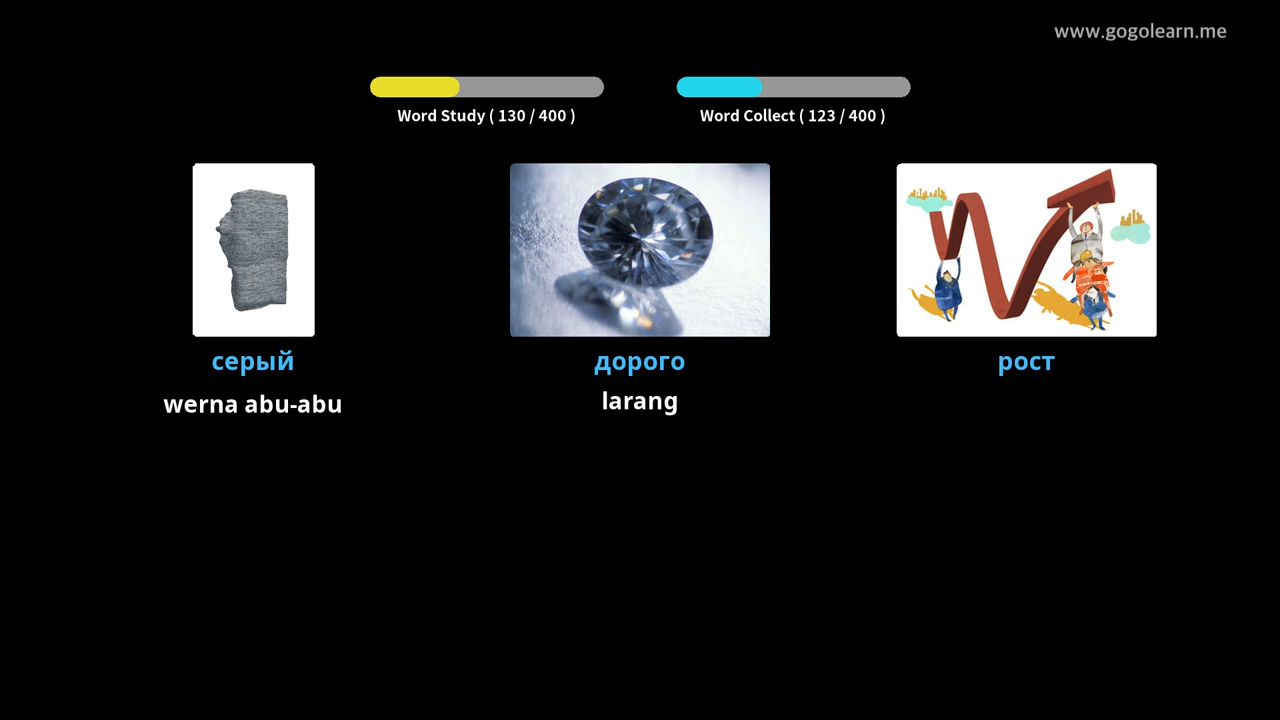 www.gogolearn.me
Word Study ( 130 / 400 )
Word Collect ( 123 / 400 )
серый
дорого
рост
werna abu-abu
larang